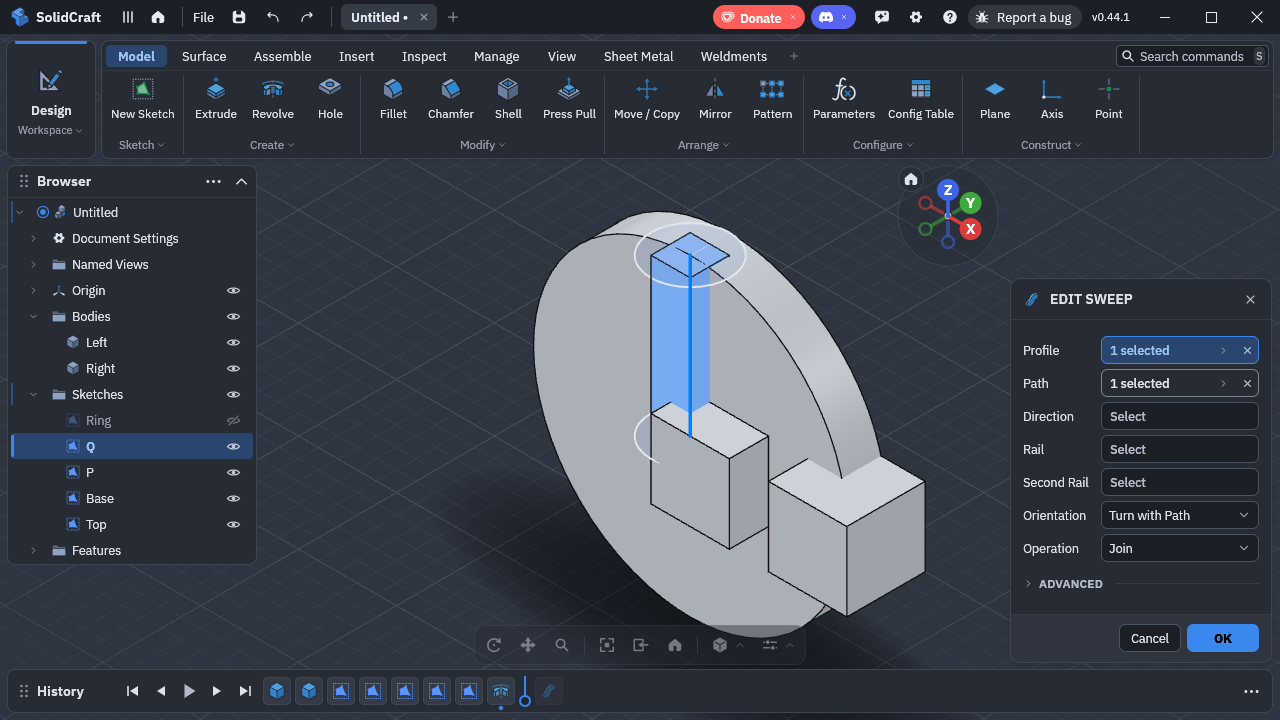 SolidCraft
File
Untitled •
Donate
Report a bug
v0.44.1
Design
Workspace
Model
Surface
Assemble
Insert
Inspect
Manage
View
Sheet Metal
Weldments
Search commands
S
New Sketch
Extrude
Revolve
Hole
Fillet
Chamfer
Shell
Press Pull
Move / Copy
Mirror
Pattern
Parameters
Config Table
Plane
Axis
Point
Sketch
Create
Modify
Arrange
Configure
Construct
Browser
Untitled
Document Settings
Named Views
Origin
Bodies
Left
Right
Sketches
Ring
Q
P
Base
Top
Features
Z
Y
X
EDIT SWEEP
Profile
1 selected
Path
1 selected
Direction
Select
Rail
Select
Second Rail
Select
Orientation
Turn with Path
Operation
Join
ADVANCED
Cancel
OK
History